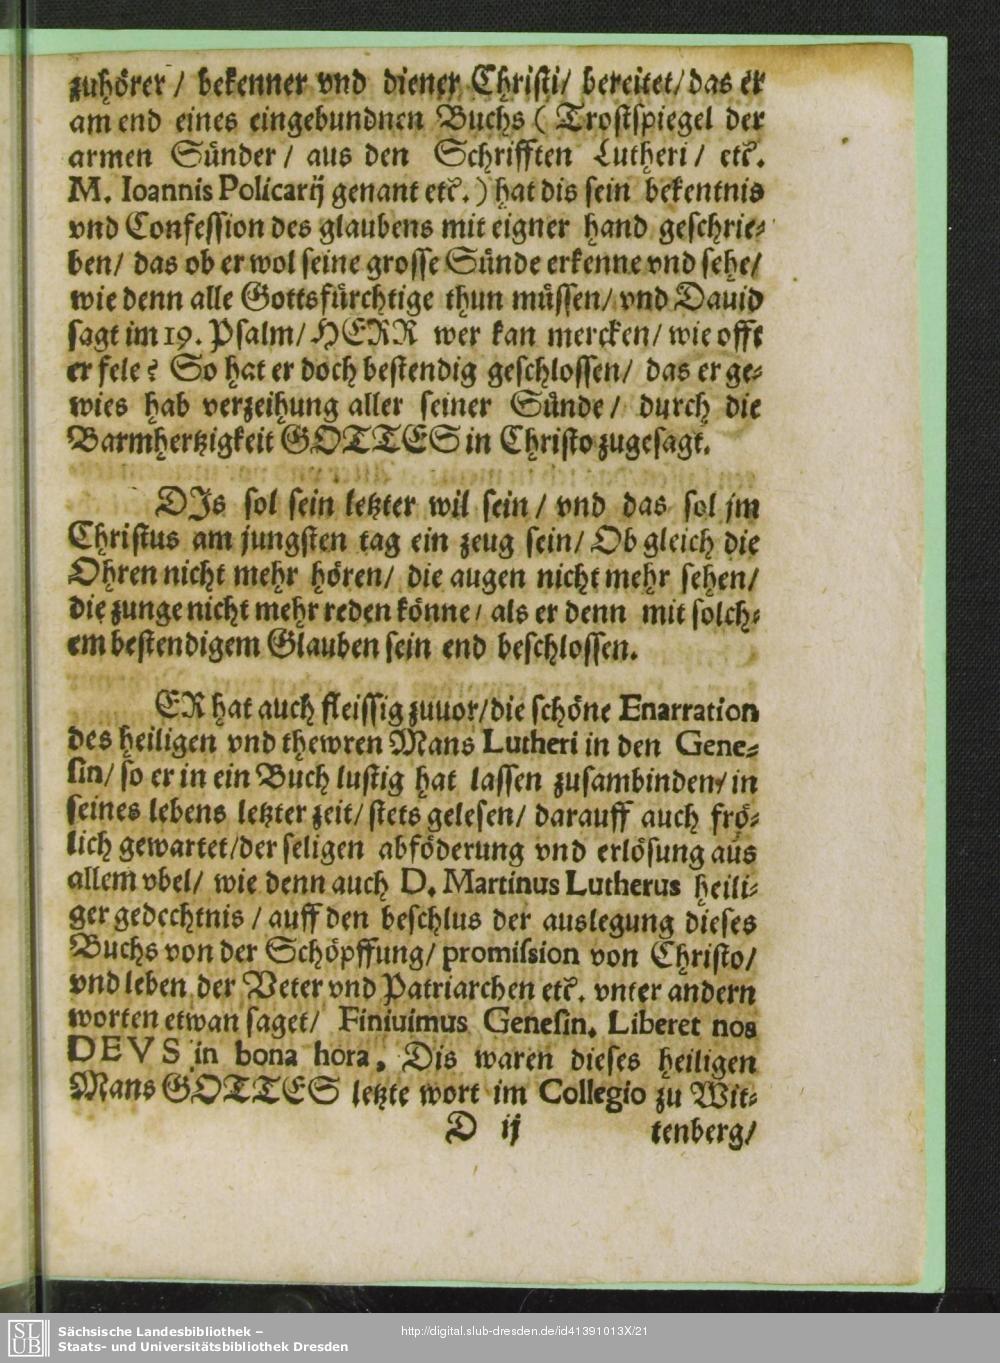 zuhörer / bekenner vnd diener Christi / bereitet / das er
am end eines eingebundnen Buchs ( Trostspiegel der
armen Sünder / aus den Schrifften Lutheri / etc.
M. Ioannis Policarij genant etc. ) hat dis sein bekentnis
vnd Confession des glaubens mit eigner hand geschrie⸗
ben / das ob er wol seine grosse Sünde erkenne vnd sehe /
wie denn alle Gottsfürchtige thun müssen / vnd Dauid
sagt im 19. Psalm / HERR wer kan mercken / wie offt
er fele? So hat er doch bestendig geschlossen / das er ge⸗
wies hab verzeihung aller seiner Sünde / durch die
Barmhertzigkeit GOTTES in Christo zugesagt.
DJs sol sein letzter wil sein / vnd das sol jm
Christus am jungsten tag ein zeug sein / Ob gleich die
Ohren nicht mehr hören / die augen nicht mehr sehen /
die zunge nicht mehr reden könne / als er denn mit solch⸗
em bestendigem Glauben sein end beschlossen.
ER hat auch fleissig zuuor / die schöne Enarration
des heiligen vnd thewren Mans Lutheri in den Gene⸗
sin / so er in ein Buch lustig hat lassen zusambinden / in
seines lebens letzter zeit / stets gelesen / darauff auch frö⸗
lich gewartet / der seligen abföderung vnd erlösung aus
allem vbel / wie denn auch D. Martinus Lutherus heili⸗
ger gedechtnis / auff den beschlus der auslegung dieses
Buchs von der Schöpffung / promission von Christo /
vnd leben der Veter vnd Patriarchen etc. vnter andern
worten etwan saget / Finiuimus Genesin. Liberet nos
DEVS in bona hora. Dis waren dieses heiligen
Mans GOTTES letzte wort im Collegio zu Wit⸗
D ij tenberg /
SLUB Sächsische Landesbibliothek –
Staats- und Universitätsbibliothek Dresden
http://digital.slub-dresden.de/id41391013X/21